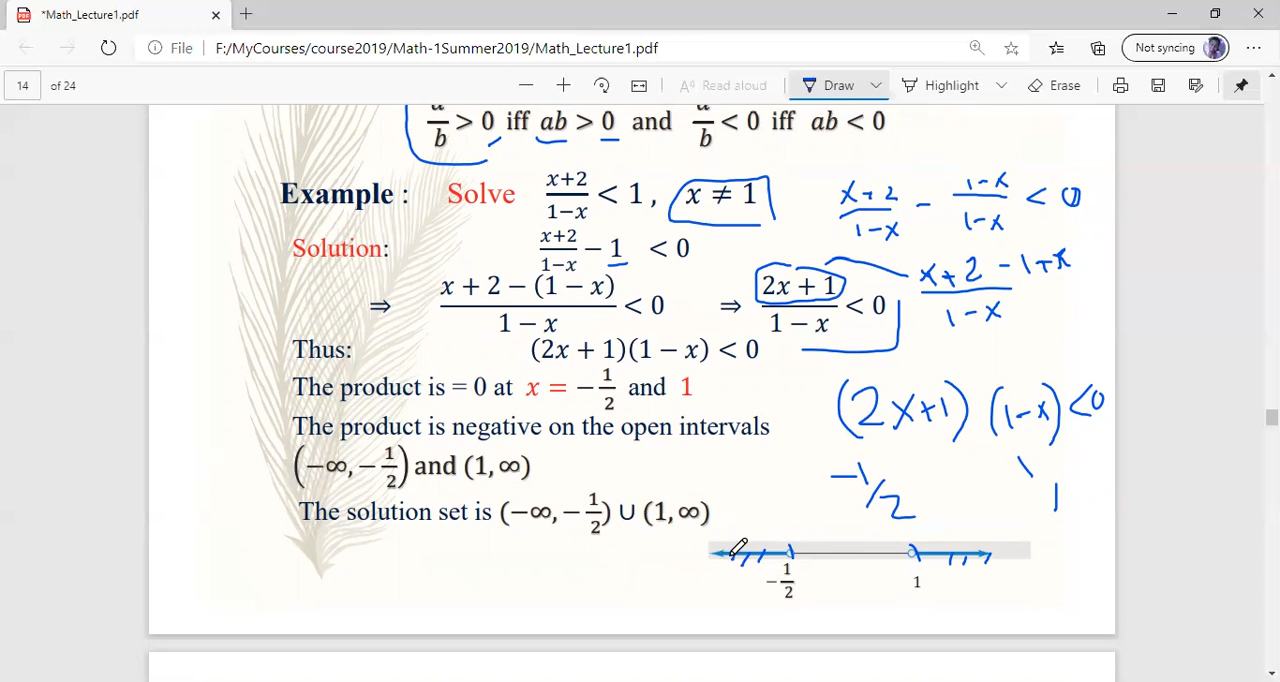 *Math_Lecture1.pdf
File F:/MyCourses/course2019/Math-1Summer2019/Math_Lecture1.pdf Not syncing
14 of 24 Read aloud Draw Highlight Erase
a/b > 0 iff ab > 0 and a/b < 0 iff ab < 0
Example : Solve (x+2)/(1−x) < 1 , x ≠ 1
x+2/1-x - 1-x/1-x < 0
Solution: (x+2)/(1−x) − 1 < 0
⇒ (x + 2 − (1 − x))/(1 − x) < 0 ⇒ (2x + 1)/(1 − x) < 0
x+2-1+x/1-x
Thus: (2x + 1)(1 − x) < 0
The product is = 0 at x = −1/2 and 1
(2x+1) (1-x) <0
The product is negative on the open intervals
(−∞, −1/2) and (1, ∞)
-1/2 1
The solution set is (−∞, −1/2) ∪ (1, ∞)
−1/2 1